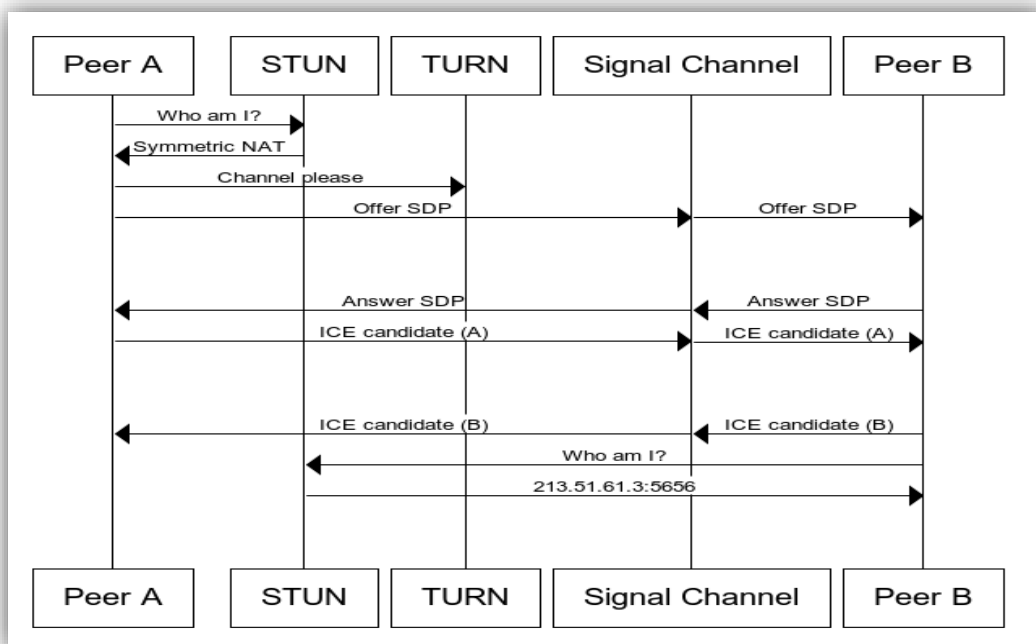 Peer A
STUN
TURN
Signal Channel
Peer B
Who am I?
Symmetric NAT
Channel please
Offer SDP
Offer SDP
Answer SDP
Answer SDP
ICE candidate (A)
ICE candidate (A)
ICE candidate (B)
ICE candidate (B)
Who am I?
213.51.61.3:5656
Peer A
STUN
TURN
Signal Channel
Peer B